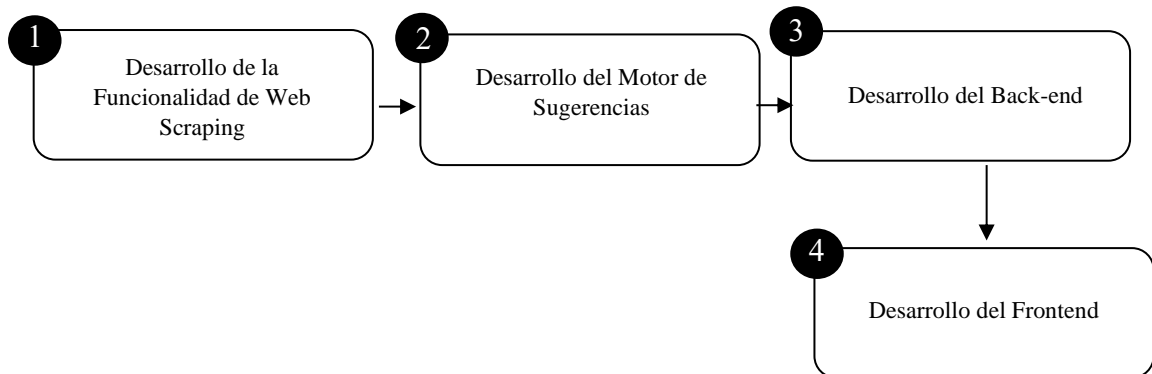 1
Desarrollo de la
Funcionalidad de Web
Scraping
2
Desarrollo del Motor de
Sugerencias
3
Desarrollo del Back-end
4
Desarrollo del Frontend